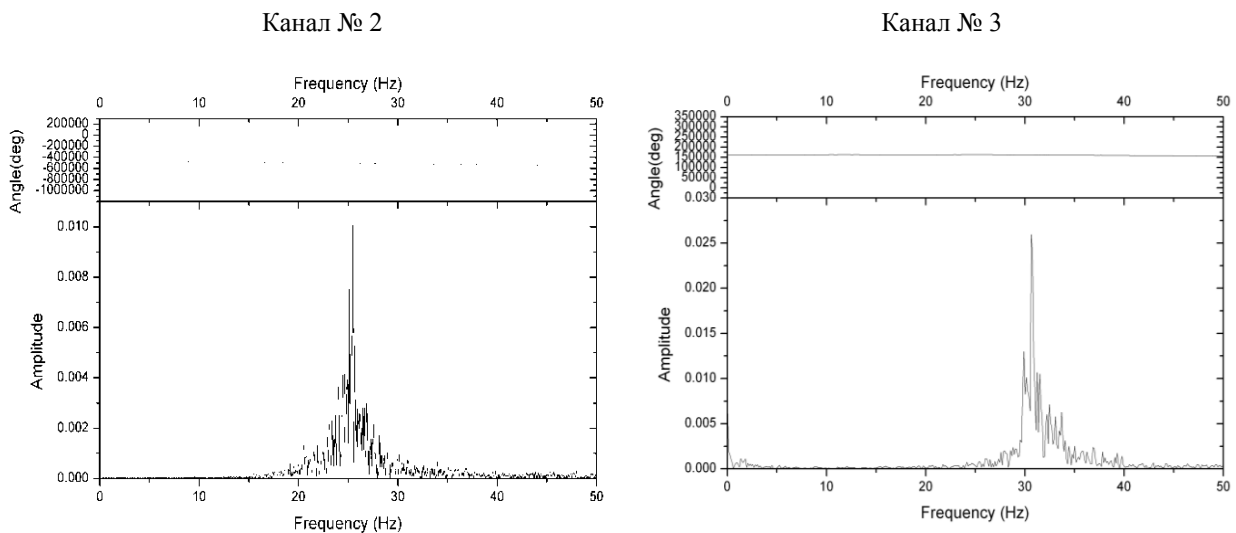 Канал № 2
Канал № 3
Frequency (Hz)
0 10 20 30 40 50
Angle(deg)
200000
0
-200000
-400000
-600000
-800000
-1000000
Amplitude
0.010
0.008
0.006
0.004
0.002
0.000
0 10 20 30 40 50
Frequency (Hz)
Frequency (Hz)
0 10 20 30 40 50
Angle(deg)
350000
300000
250000
200000
150000
100000
50000
0
0.030
Amplitude
0.025
0.020
0.015
0.010
0.005
0.000
0 10 20 30 40 50
Frequency (Hz)